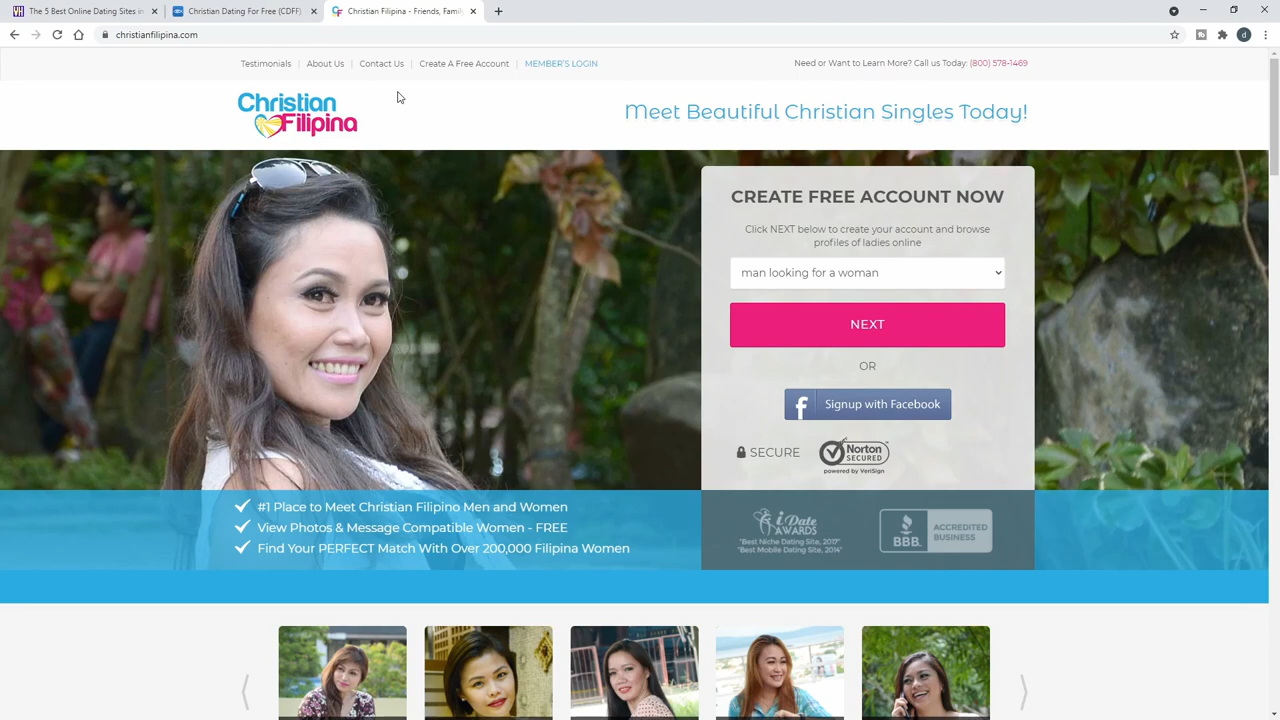 The 5 Best Online Dating Sites in
Christian Dating For Free (CDFF)
Christian Filipina - Friends, Famil
christianfilipina.com
d
Testimonials | About Us | Contact Us | Create A Free Account | MEMBER'S LOGIN
Need or Want to Learn More? Call us Today: (800) 578-1469
Christian
Filipina
Meet Beautiful Christian Singles Today!
CREATE FREE ACCOUNT NOW
Click NEXT below to create your account and browse
profiles of ladies online
man looking for a woman
NEXT
OR
f Signup with Facebook
SECURE
Norton
SECURED
powered by VeriSign
#1 Place to Meet Christian Filipino Men and Women
View Photos & Message Compatible Women - FREE
Find Your PERFECT Match With Over 200,000 Filipina Women
iDate
AWARDS
"Best Niche Dating Site, 2017"
"Best Mobile Dating Site, 2014"
BBB.
ACCREDITED
BUSINESS